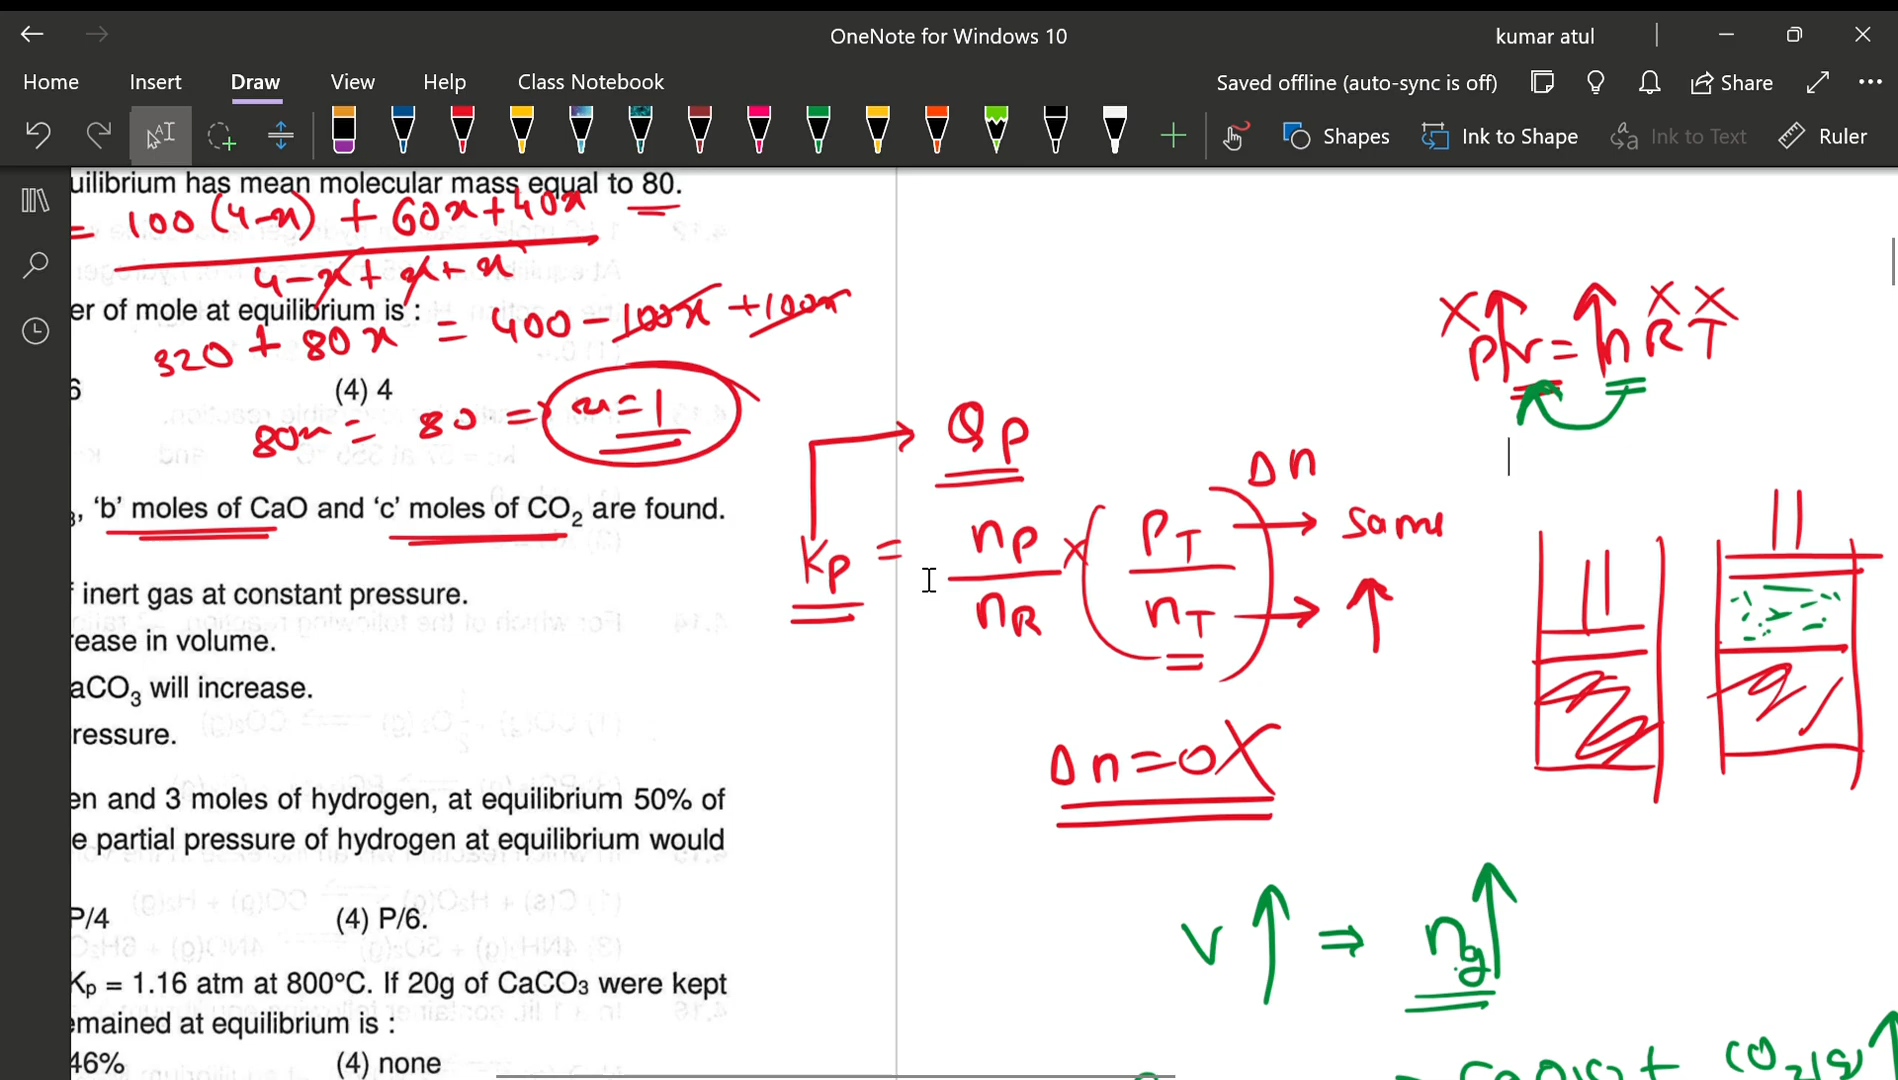 OneNote for Windows 10
kumar atul
Home Insert Draw View Help Class Notebook
Saved offline (auto-sync is off) Share
Shapes Ink to Shape Ink to Text Ruler
uilibrium has mean molecular mass equal to 80.
= 100(4-x) + 60x+40x
4-x+x+x
er of mole at equilibrium is :
320 + 80x = 400 - 100x + 100x
6 (4) 4
80x = 80 = x=1
, 'b' moles of CaO and 'c' moles of CO₂ are found.
inert gas at constant pressure.
rease in volume.
aCO₃ will increase.
ressure.
en and 3 moles of hydrogen, at equilibrium 50% of
e partial pressure of hydrogen at equilibrium would
P/4 (4) P/6.
Kp = 1.16 atm at 800°C. If 20g of CaCO₃ were kept
emained at equilibrium is :
46% (4) none
X ↑ ↑ X X
PV = nRT
Qp
Δn
Kp = nP/nR × (PT/nT)
→ same
→ ↑
Δn=0 X
V↑ ⇒ ng↑
CO₂(g)↑